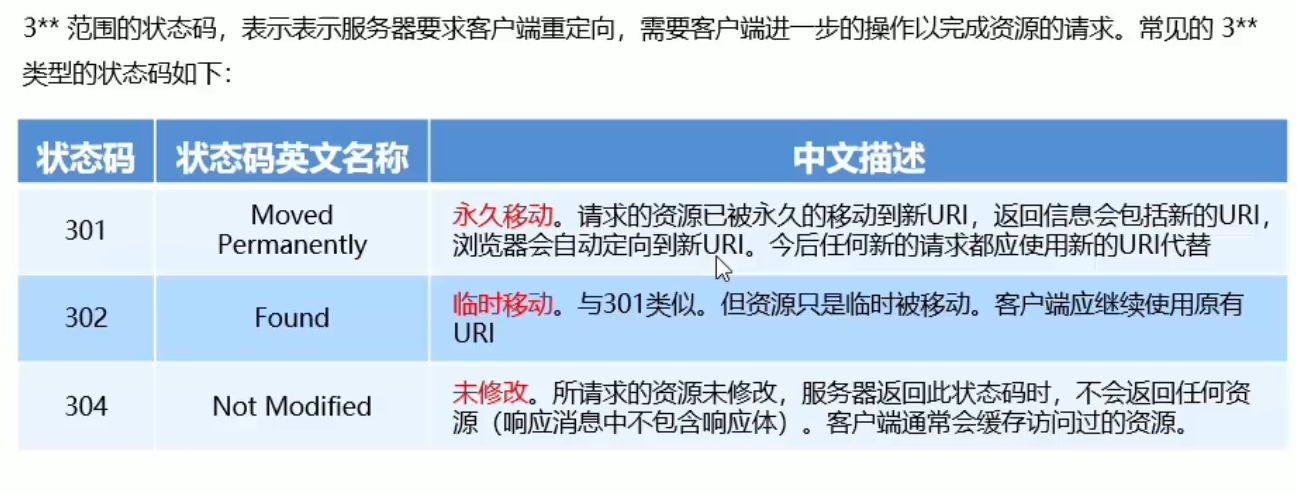 3** 范围的状态码，表示表示服务器要求客户端重定向，需要客户端进一步的操作以完成资源的请求。常见的 3**
类型的状态码如下：
状态码 状态码英文名称 中文描述
301 Moved Permanently 永久移动。请求的资源已被永久的移动到新URI，返回信息会包括新的URI，
浏览器会自动定向到新URI。今后任何新的请求都应使用新的URI代替
302 Found 临时移动。与301类似。但资源只是临时被移动。客户端应继续使用原有
URI
304 Not Modified 未修改。所请求的资源未修改，服务器返回此状态码时，不会返回任何资
源（响应消息中不包含响应体）。客户端通常会缓存访问过的资源。